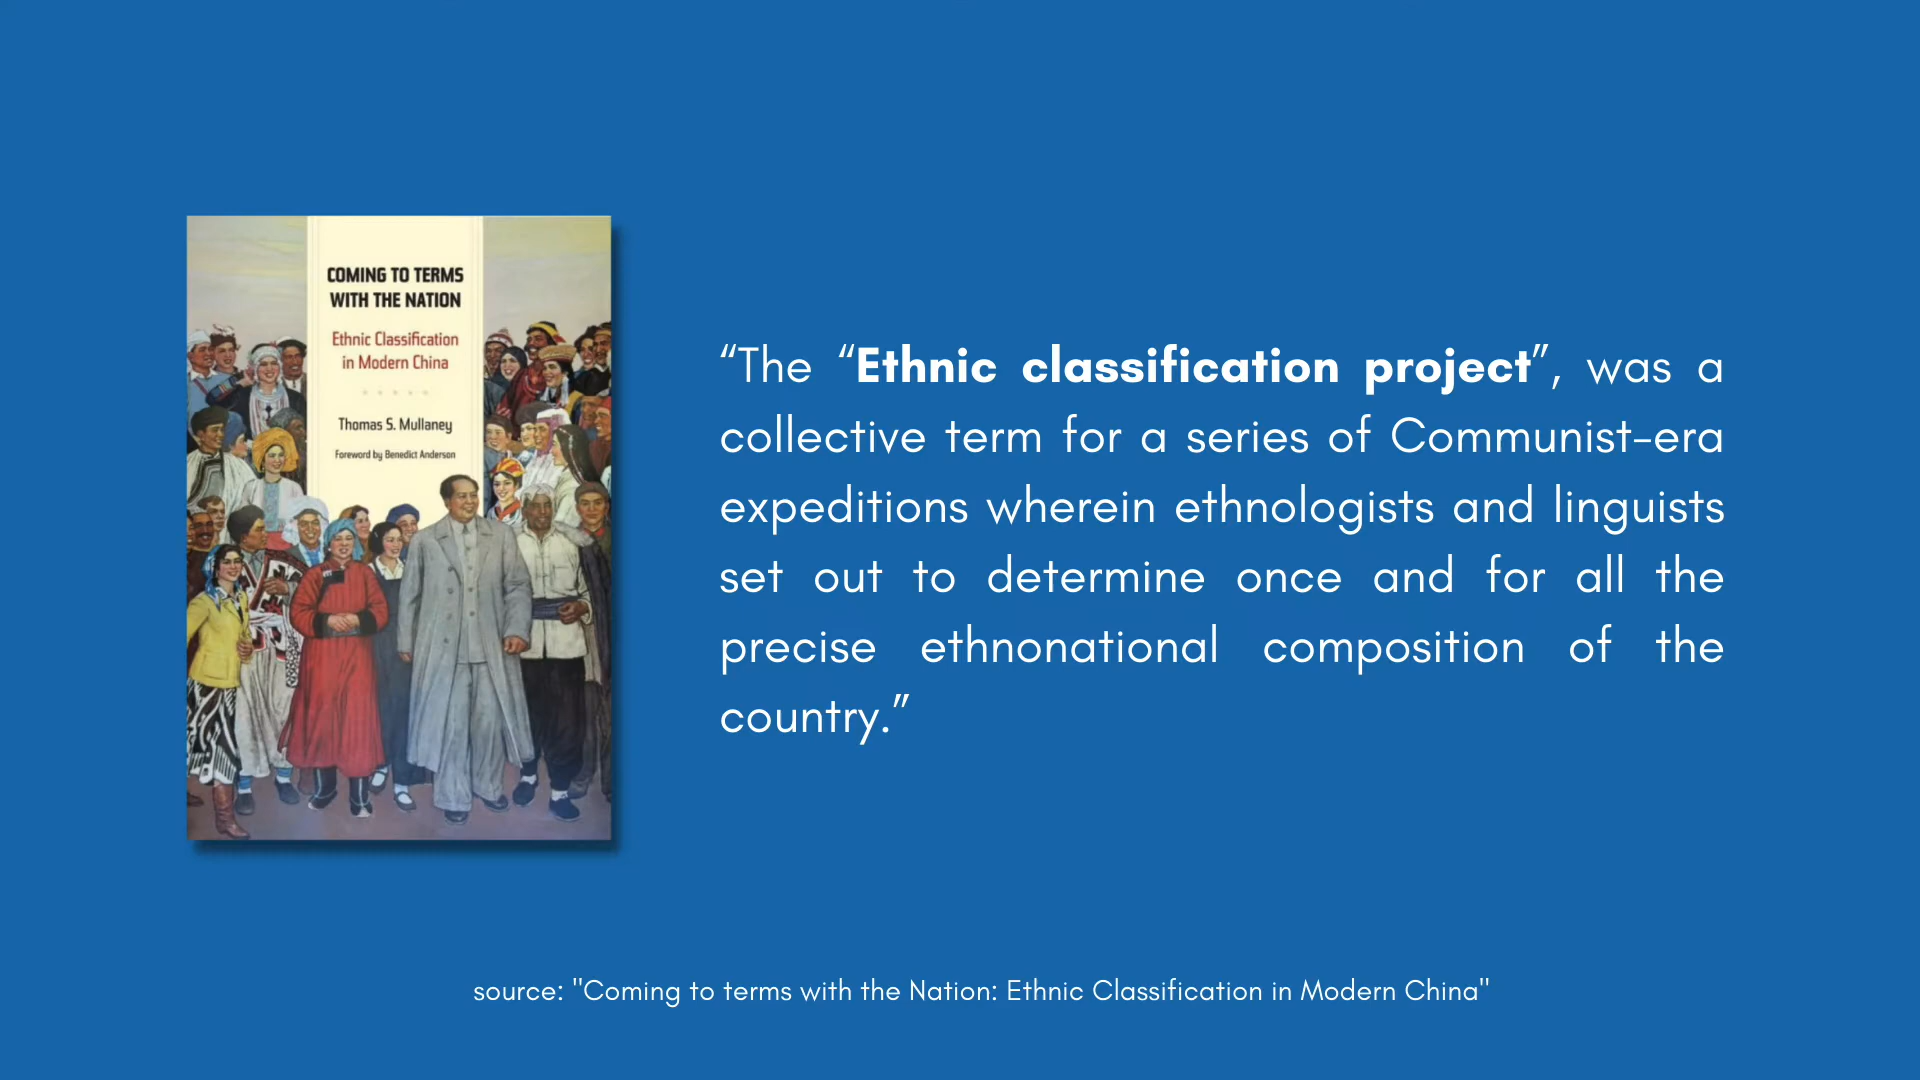 COMING TO TERMS
WITH THE NATION
Ethnic Classification
in Modern China
Thomas S. Mullaney
Foreword by Benedict Anderson
“The “Ethnic classification project”, was a
collective term for a series of Communist-era
expeditions wherein ethnologists and linguists
set out to determine once and for all the
precise ethnonational composition of the
country.”
source: "Coming to terms with the Nation: Ethnic Classification in Modern China"